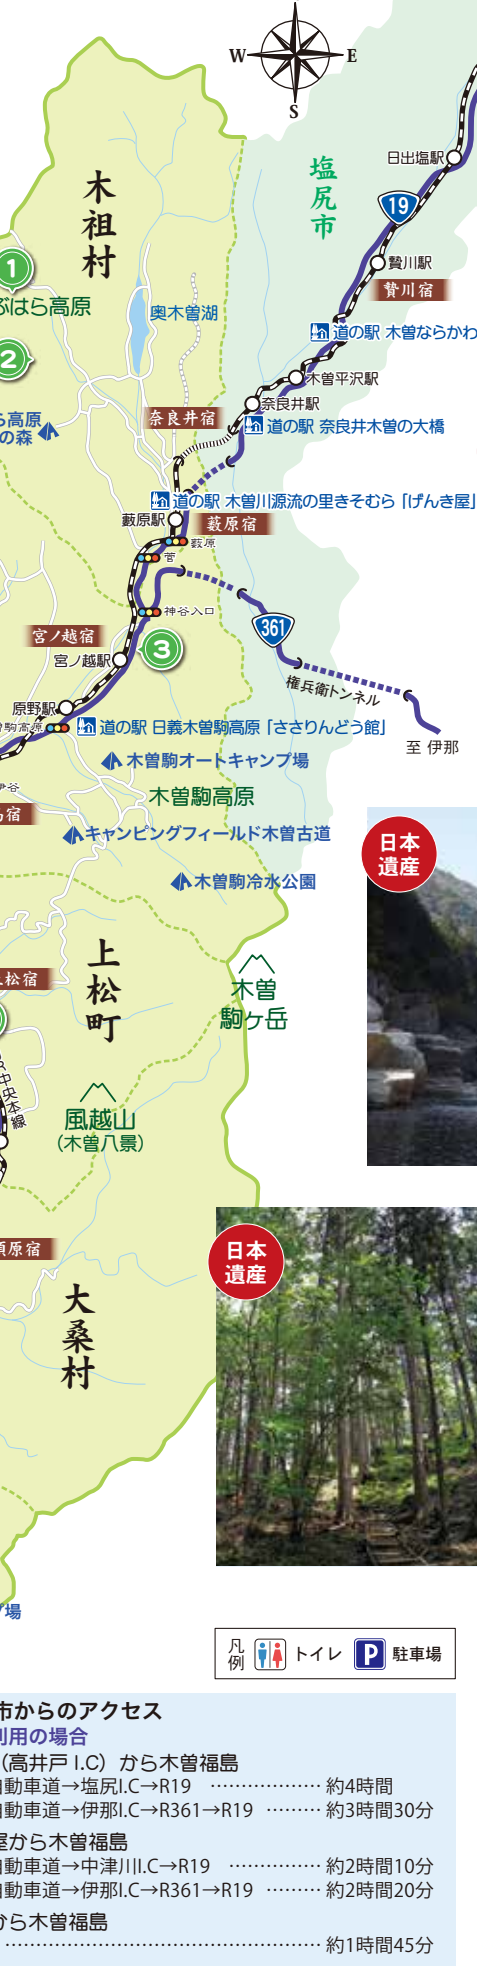 W
E
S
塩尻市
日出塩駅
木祖村
19
1
贄川駅
贄川宿
ぶはら高原
奥木曽湖
道の駅 木曽ならかわ
2
木曽平沢駅
奈良井駅
奈良井宿
ら高原
の森
道の駅 奈良井木曽の大橋
道の駅 木曽川源流の里きそむら「げんき屋」
藪原駅
藪原宿
藪原
菅
神谷入口
361
宮ノ越宿
3
宮ノ越駅
権兵衛トンネル
原野駅
駒高原
道の駅 日義木曽駒高原「ささりんどう館」
至 伊那
木曽駒オートキャンプ場
伊谷
木曽駒高原
宿
日本
遺産
キャンピングフィールド木曽古道
木曽駒冷水公園
上松町
松宿
木曽
駒ヶ岳
中央本線
風越山
(木曽八景)
日本
遺産
原宿
大桑村
場
凡例
トイレ
P 駐車場
市からのアクセス
利用の場合
(高井戸 I.C) から木曽福島
自動車道→塩尻I.C→R19 ……………… 約4時間
自動車道→伊那I.C→R361→R19 ……… 約3時間30分
屋から木曽福島
自動車道→中津川I.C→R19 …………… 約2時間10分
自動車道→伊那I.C→R361→R19 ……… 約2時間20分
から木曽福島
…………………………………………… 約1時間45分